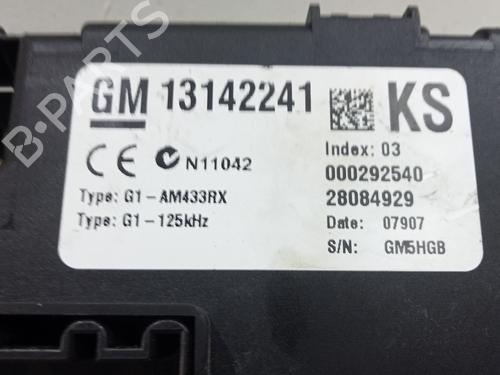 GM 13142241 KS
CE N11042
Index: 03
000292540
Type: G1-AM433RX
28084929
Type: G1-125kHz
Date: 07907
S/N: GM5HGB
B-PARTS